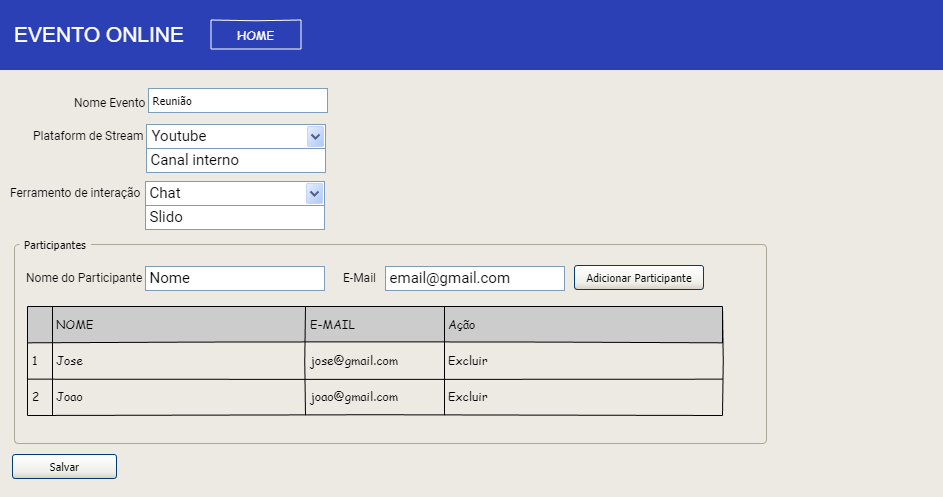 EVENTO ONLINE HOME
Nome Evento Reunião
Plataform de Stream Youtube
Canal interno
Ferramento de interação Chat
Slido
Participantes
Nome do Participante Nome E-Mail email@gmail.com Adicionar Participante
NOME E-MAIL Ação
1 Jose jose@gmail.com Excluir
2 Joao joao@gmail.com Excluir
Salvar